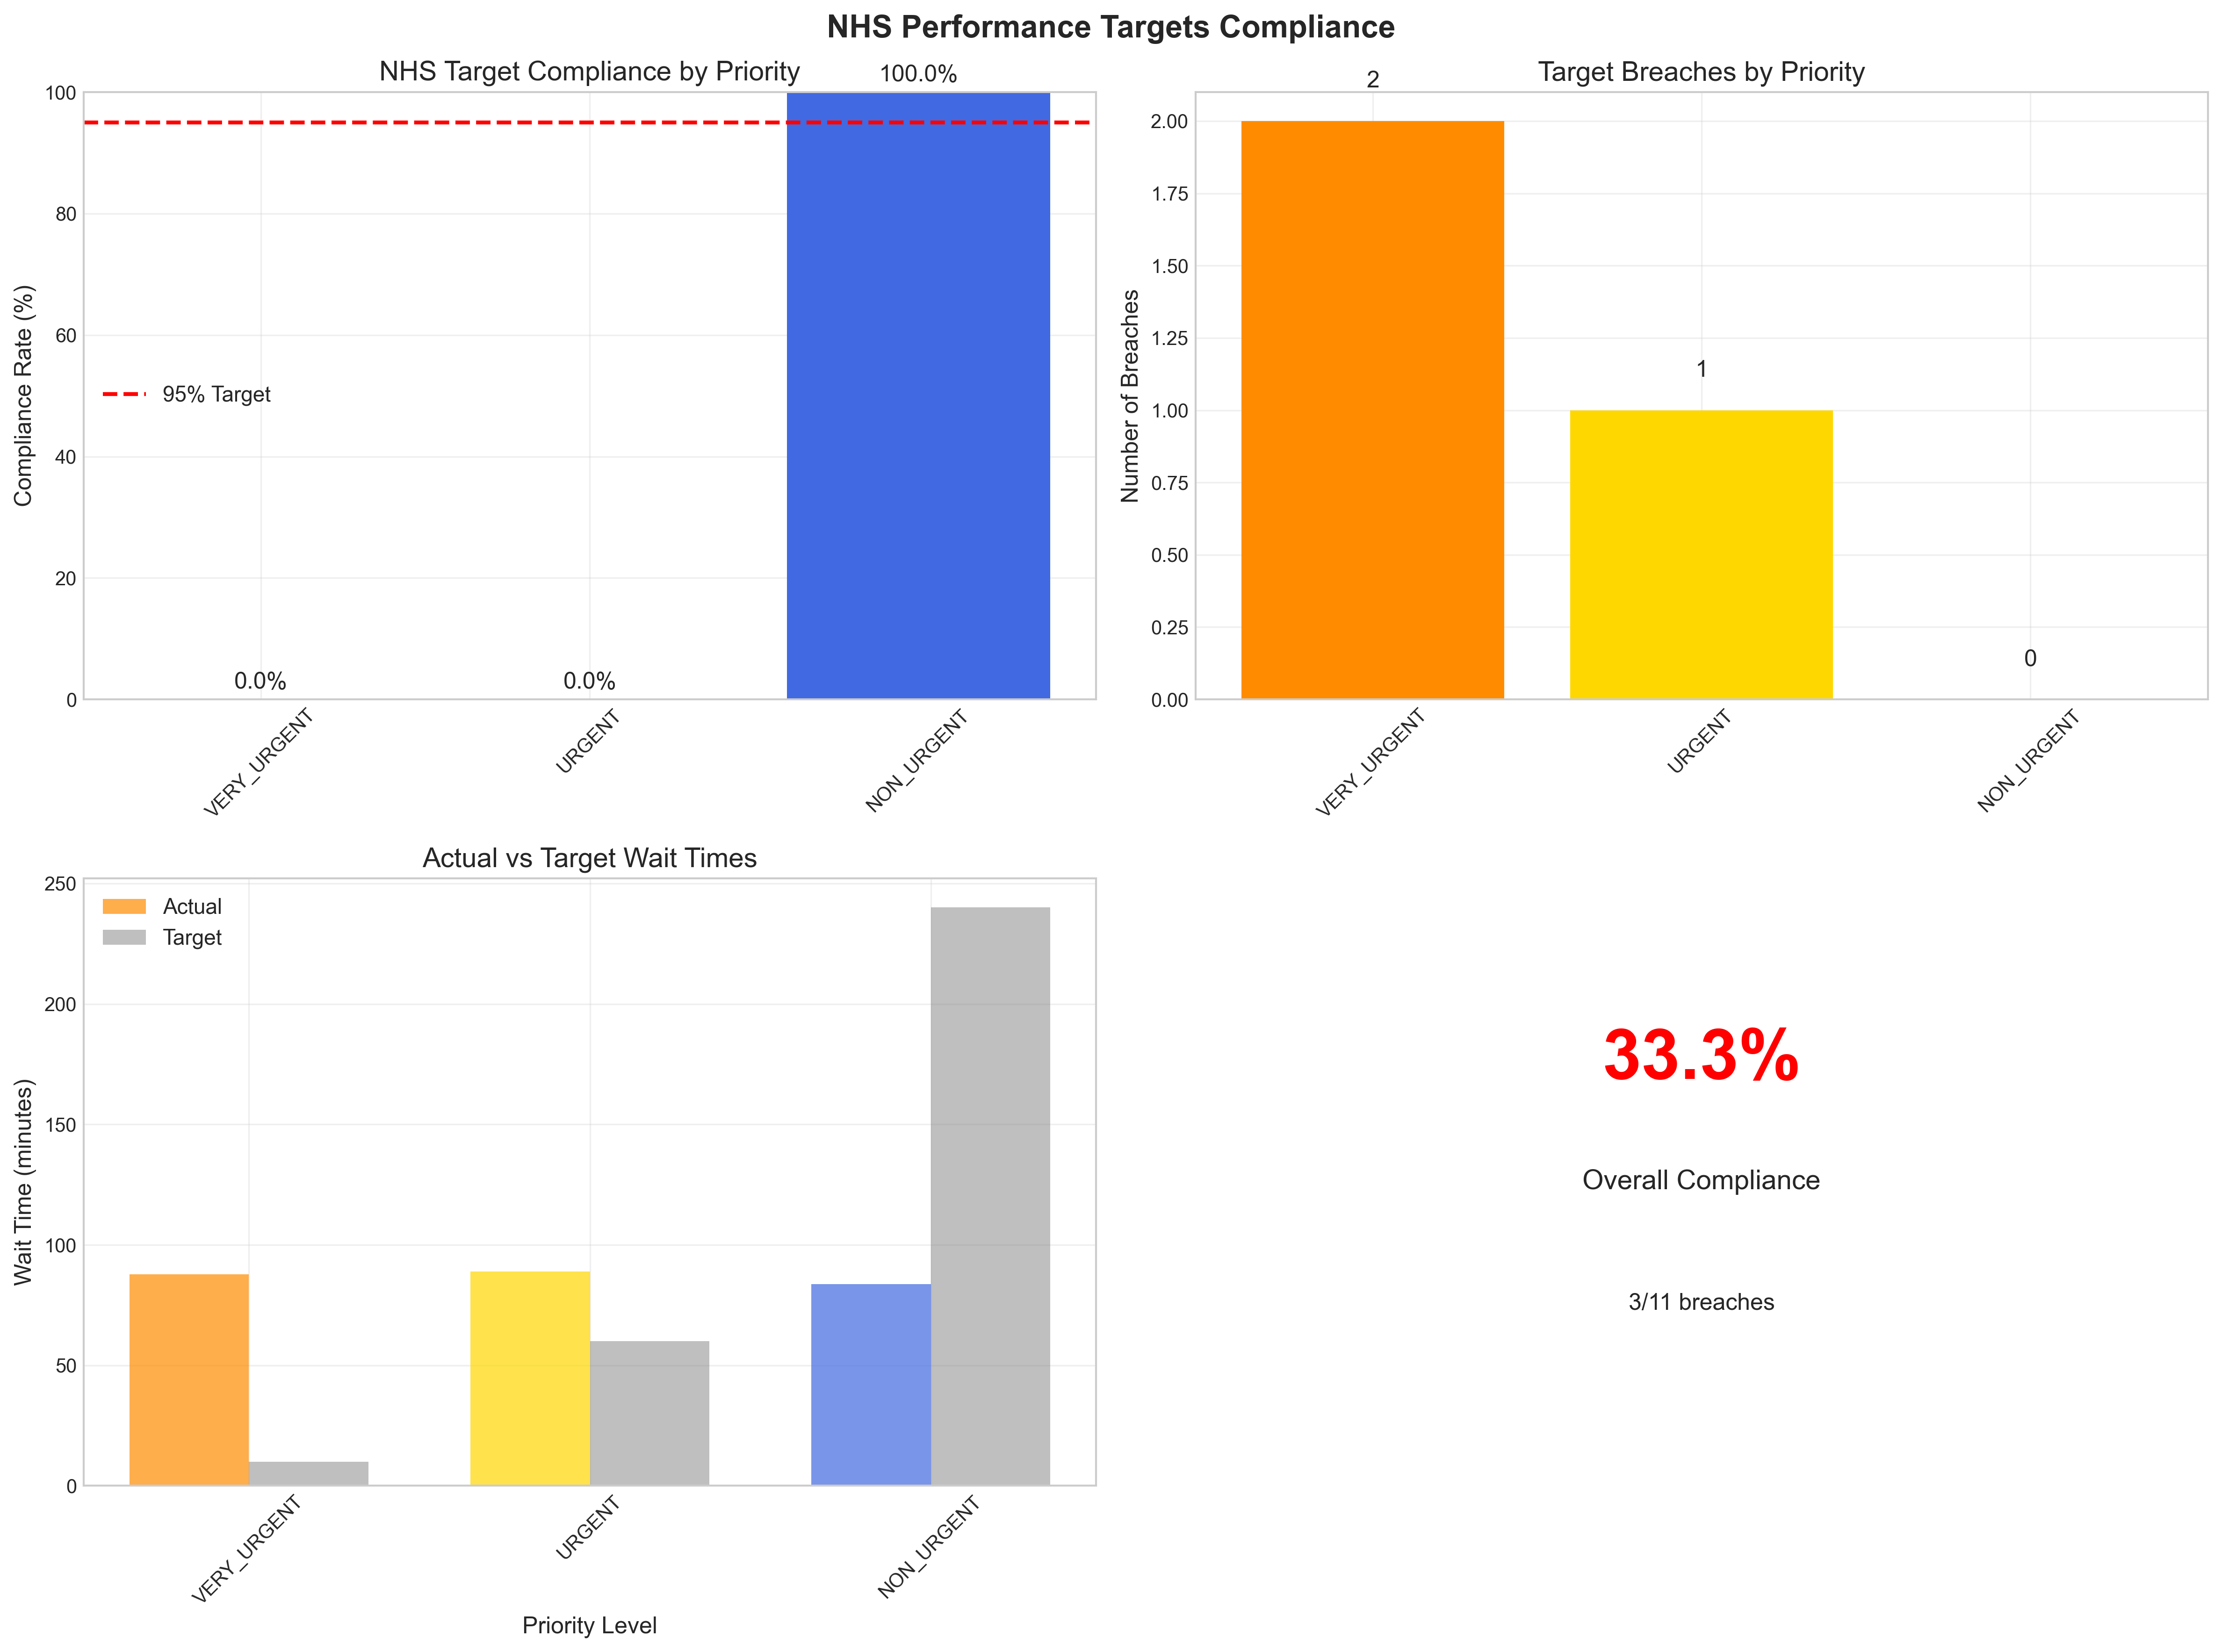 NHS Performance Targets Compliance
NHS Target Compliance by Priority
100.0%
100
80
60
40
20
0
Compliance Rate (%)
95% Target
0.0%
0.0%
VERY_URGENT
URGENT
NON_URGENT
Target Breaches by Priority
2
2.00
1.75
1.50
1.25
1.00
0.75
0.50
0.25
0.00
Number of Breaches
1
0
VERY_URGENT
URGENT
NON_URGENT
Actual vs Target Wait Times
250
200
150
100
50
0
Wait Time (minutes)
Actual
Target
VERY_URGENT
URGENT
NON_URGENT
Priority Level
33.3%
Overall Compliance
3/11 breaches